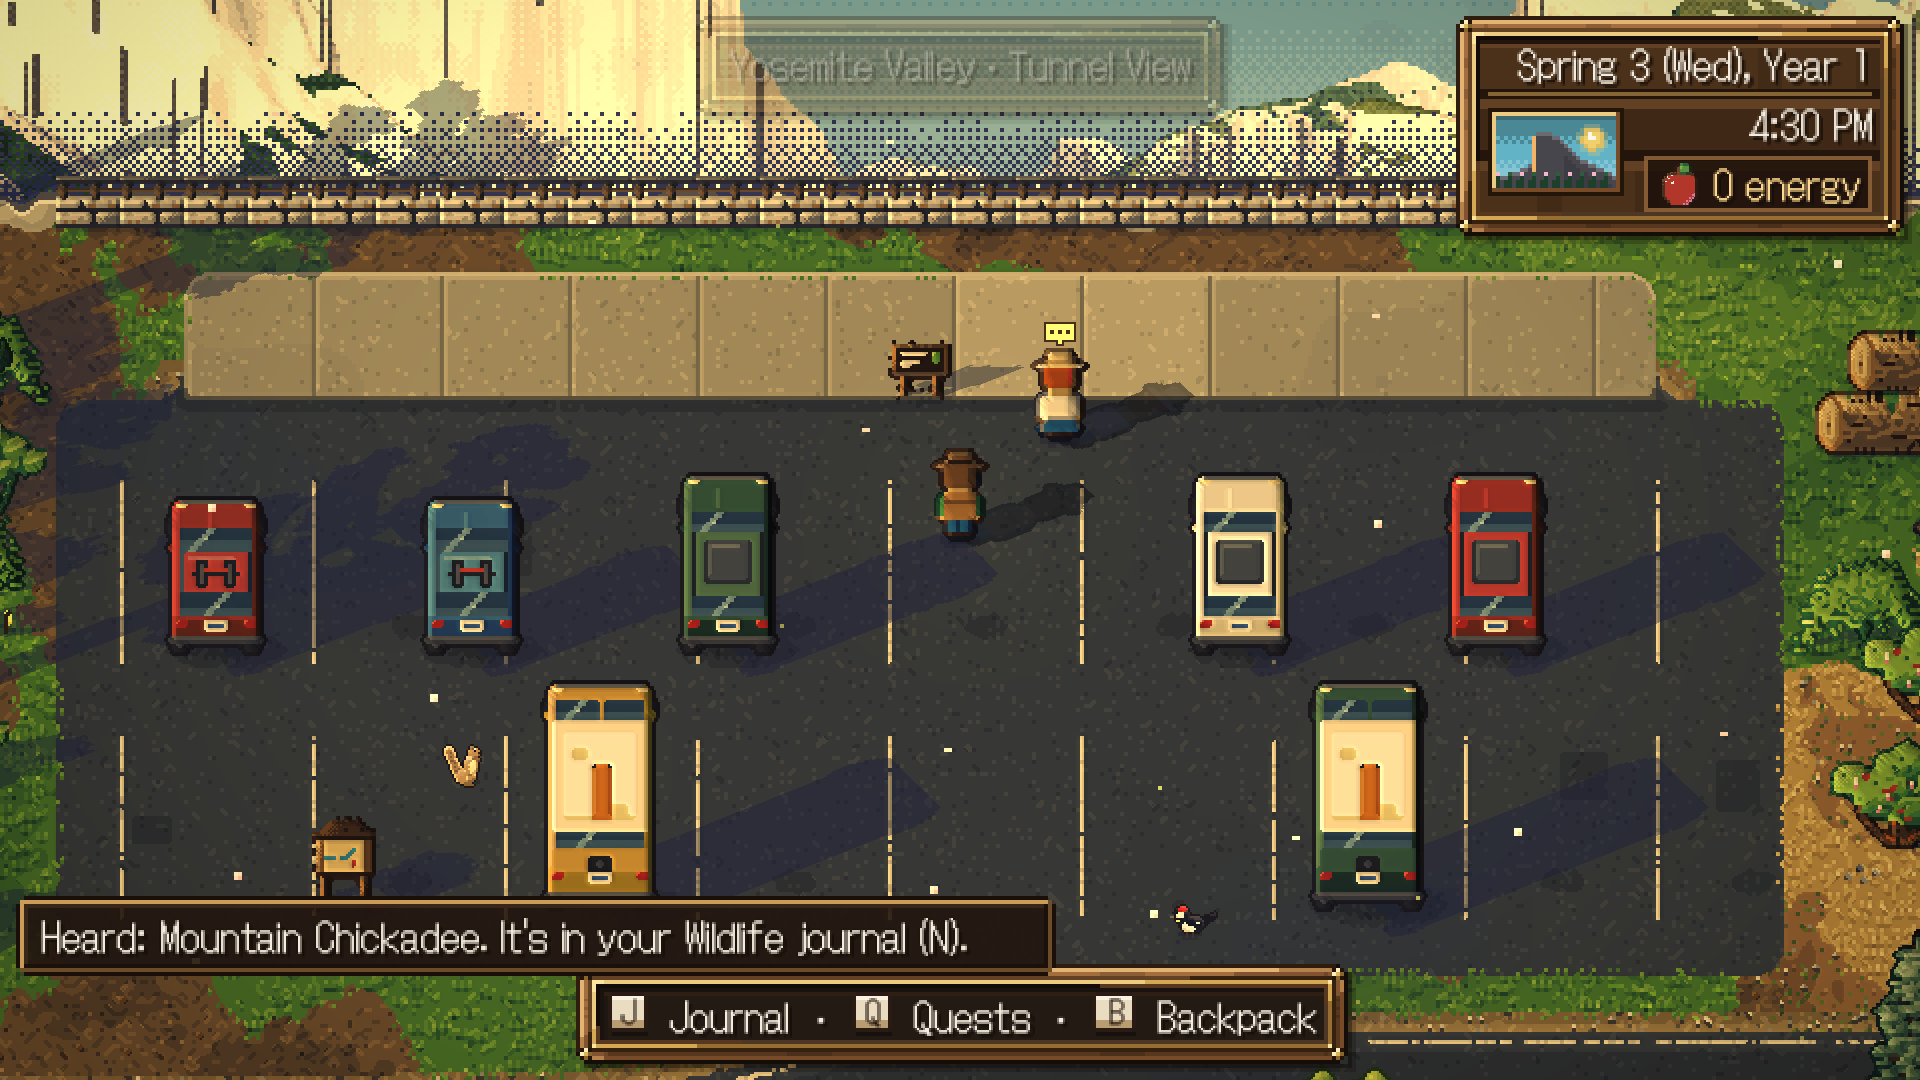 Yosemite Valley · Tunnel View
Spring 3 (Wed), Year 1
4:30 PM
0 energy
Heard: Mountain Chickadee. It's in your Wildlife journal (N).
J Journal · Q Quests · B Backpack